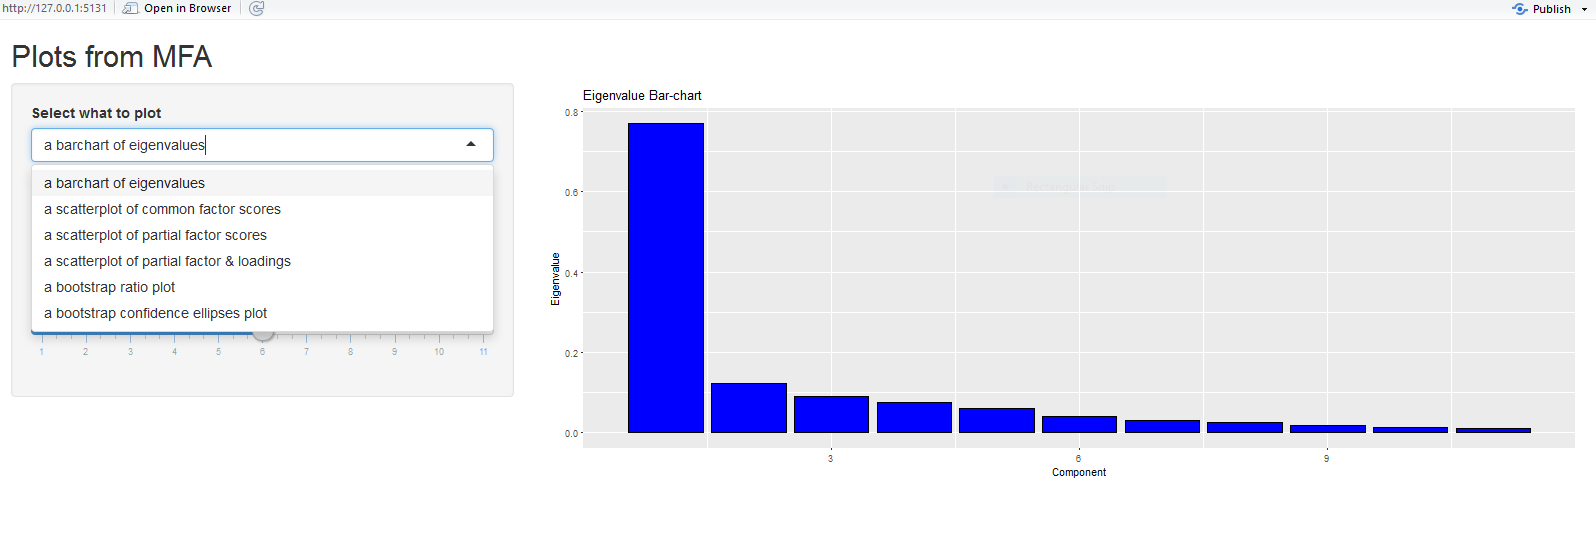 http://127.0.0.1:5131 Open in Browser Publish
Plots from MFA
Select what to plot
a barchart of eigenvalues
a barchart of eigenvalues
a scatterplot of common factor scores
a scatterplot of partial factor scores
a scatterplot of partial factor & loadings
a bootstrap ratio plot
a bootstrap confidence ellipses plot
1 2 3 4 5 6 7 8 9 10 11
Eigenvalue Bar-chart
0.8
0.6
0.4
0.2
0.0
Eigenvalue
3 6 9
Component